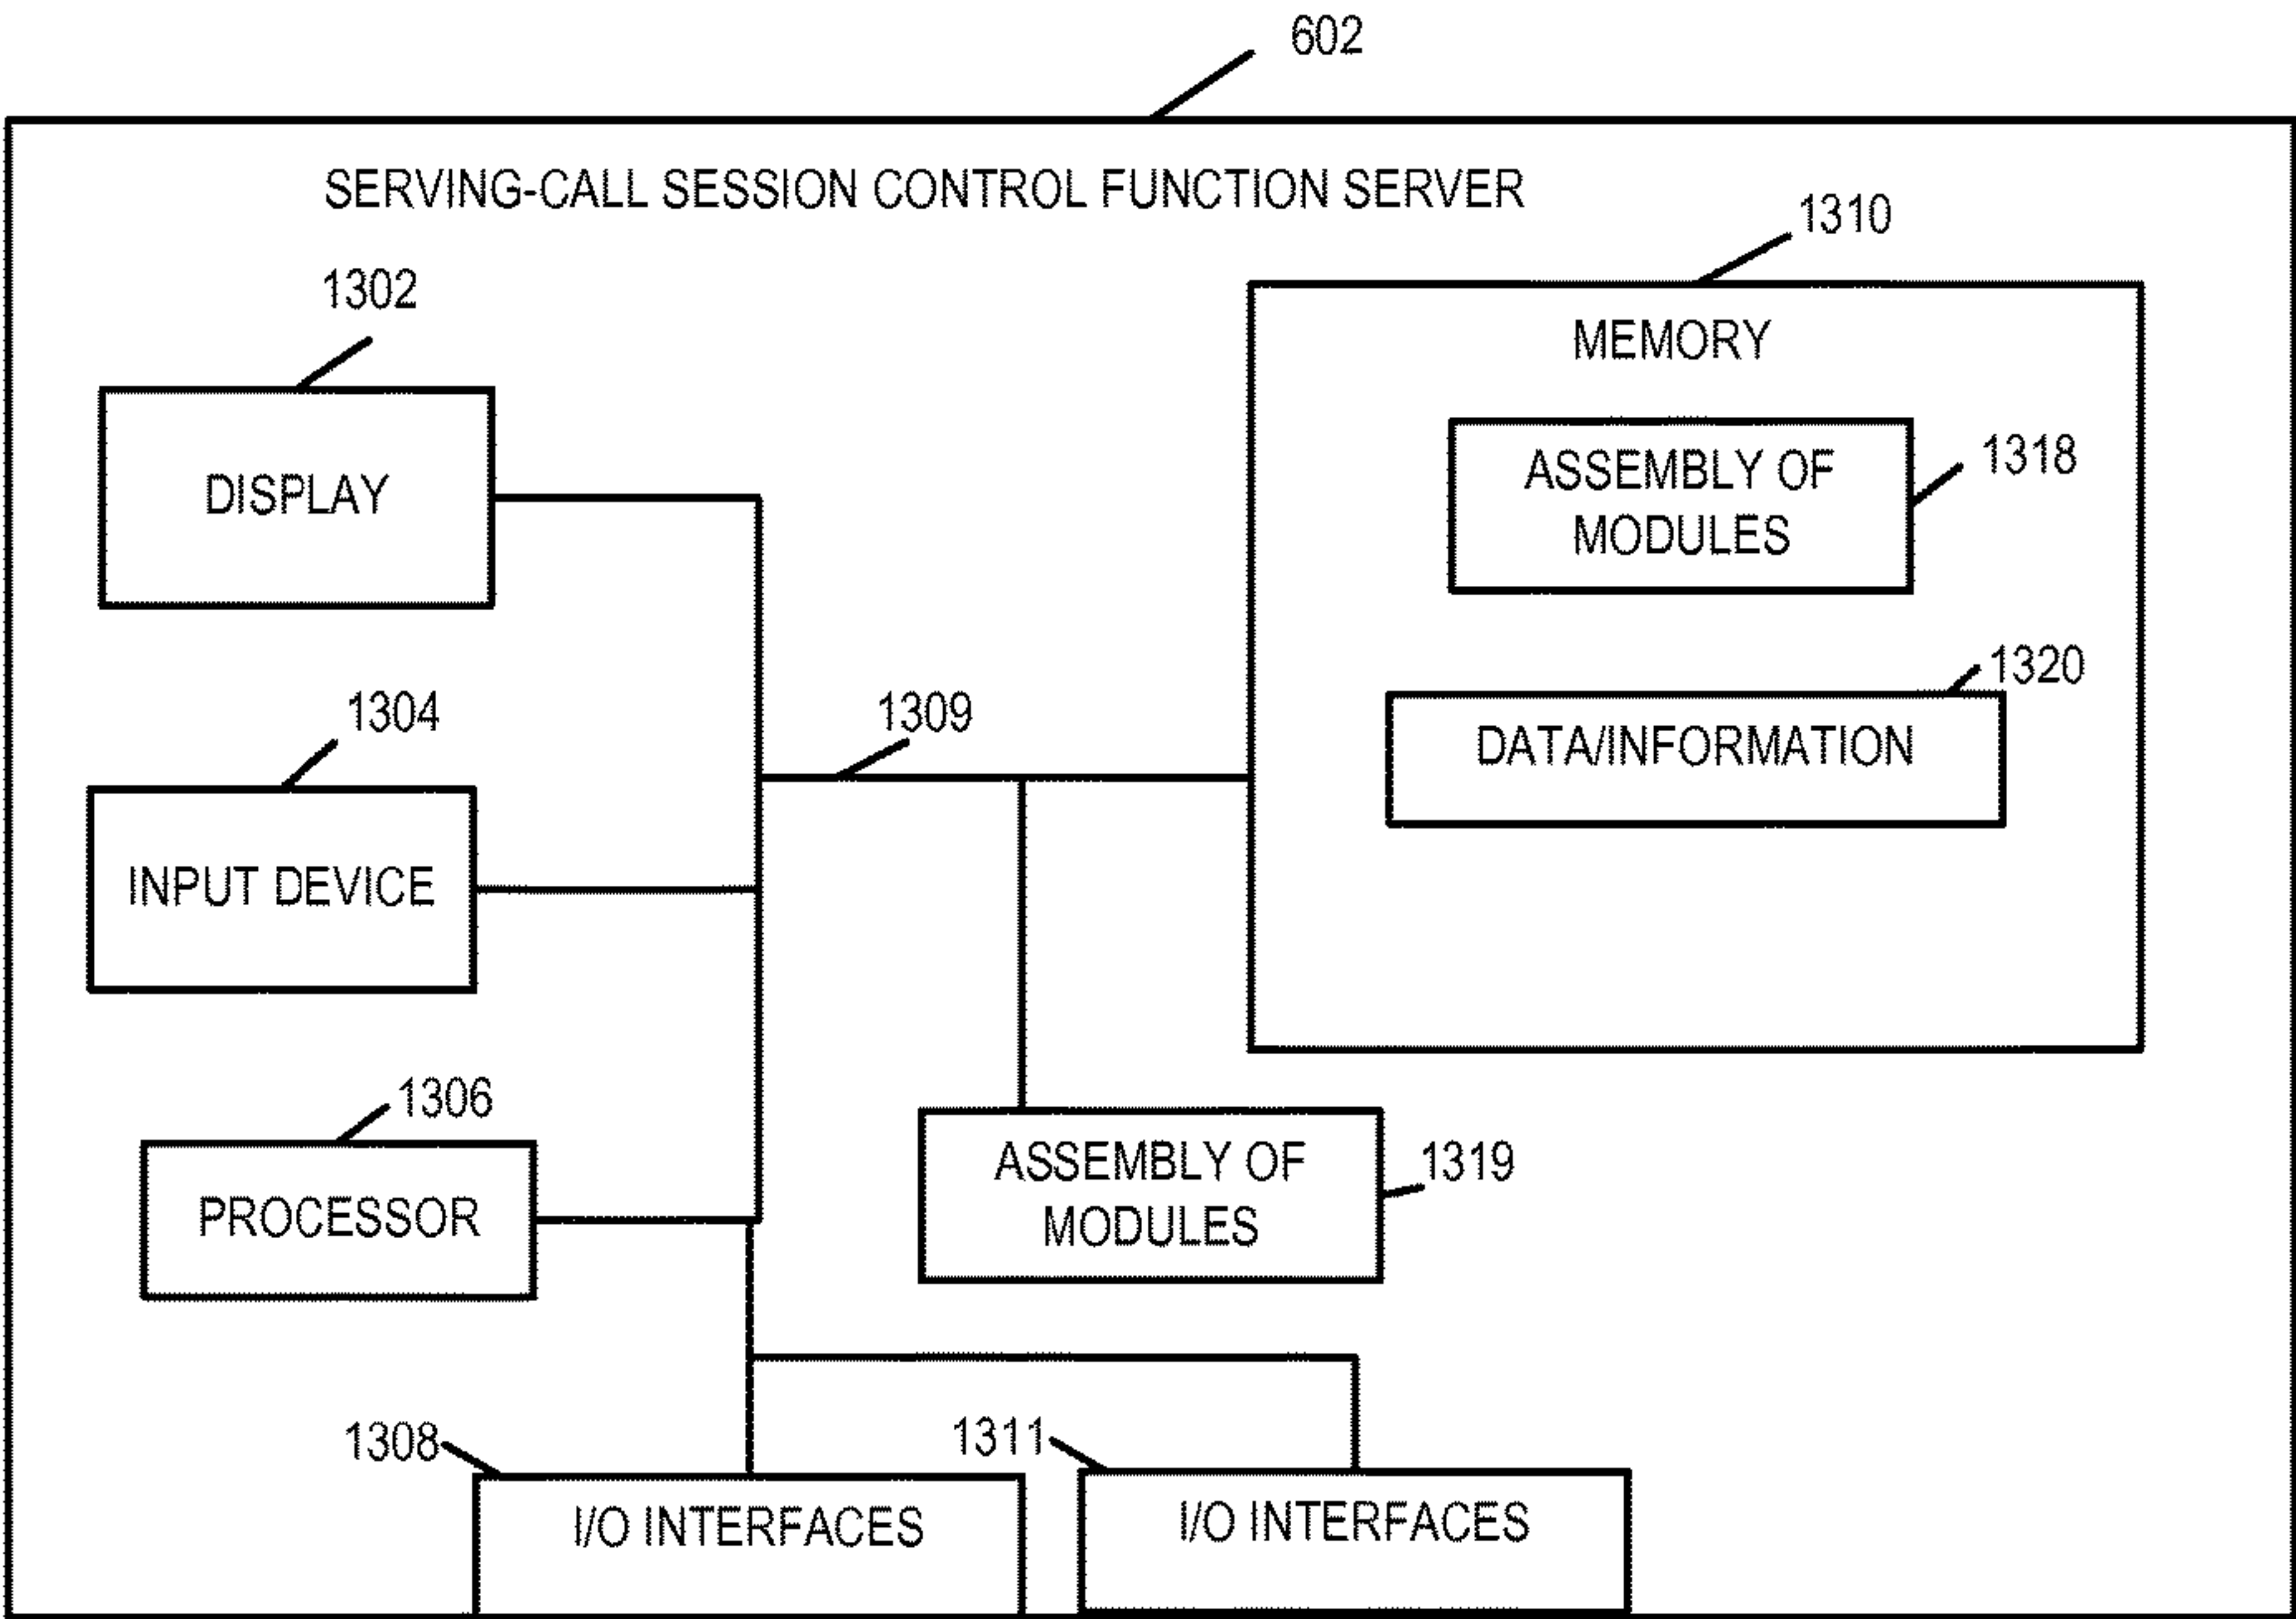 602
SERVING-CALL SESSION CONTROL FUNCTION SERVER
1310
1302
MEMORY
DISPLAY
ASSEMBLY OF
MODULES
1318
1320
1304
1309
DATA/INFORMATION
INPUT DEVICE
1306
PROCESSOR
ASSEMBLY OF
MODULES
1319
1308
1311
I/O INTERFACES
I/O INTERFACES